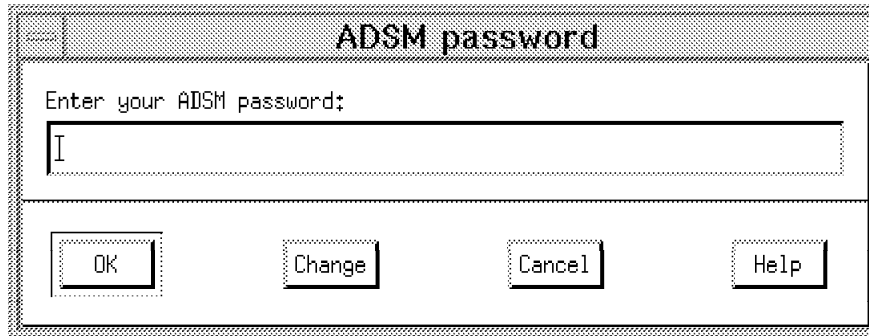 ADSM password
Enter your ADSM password:
OK Change Cancel Help